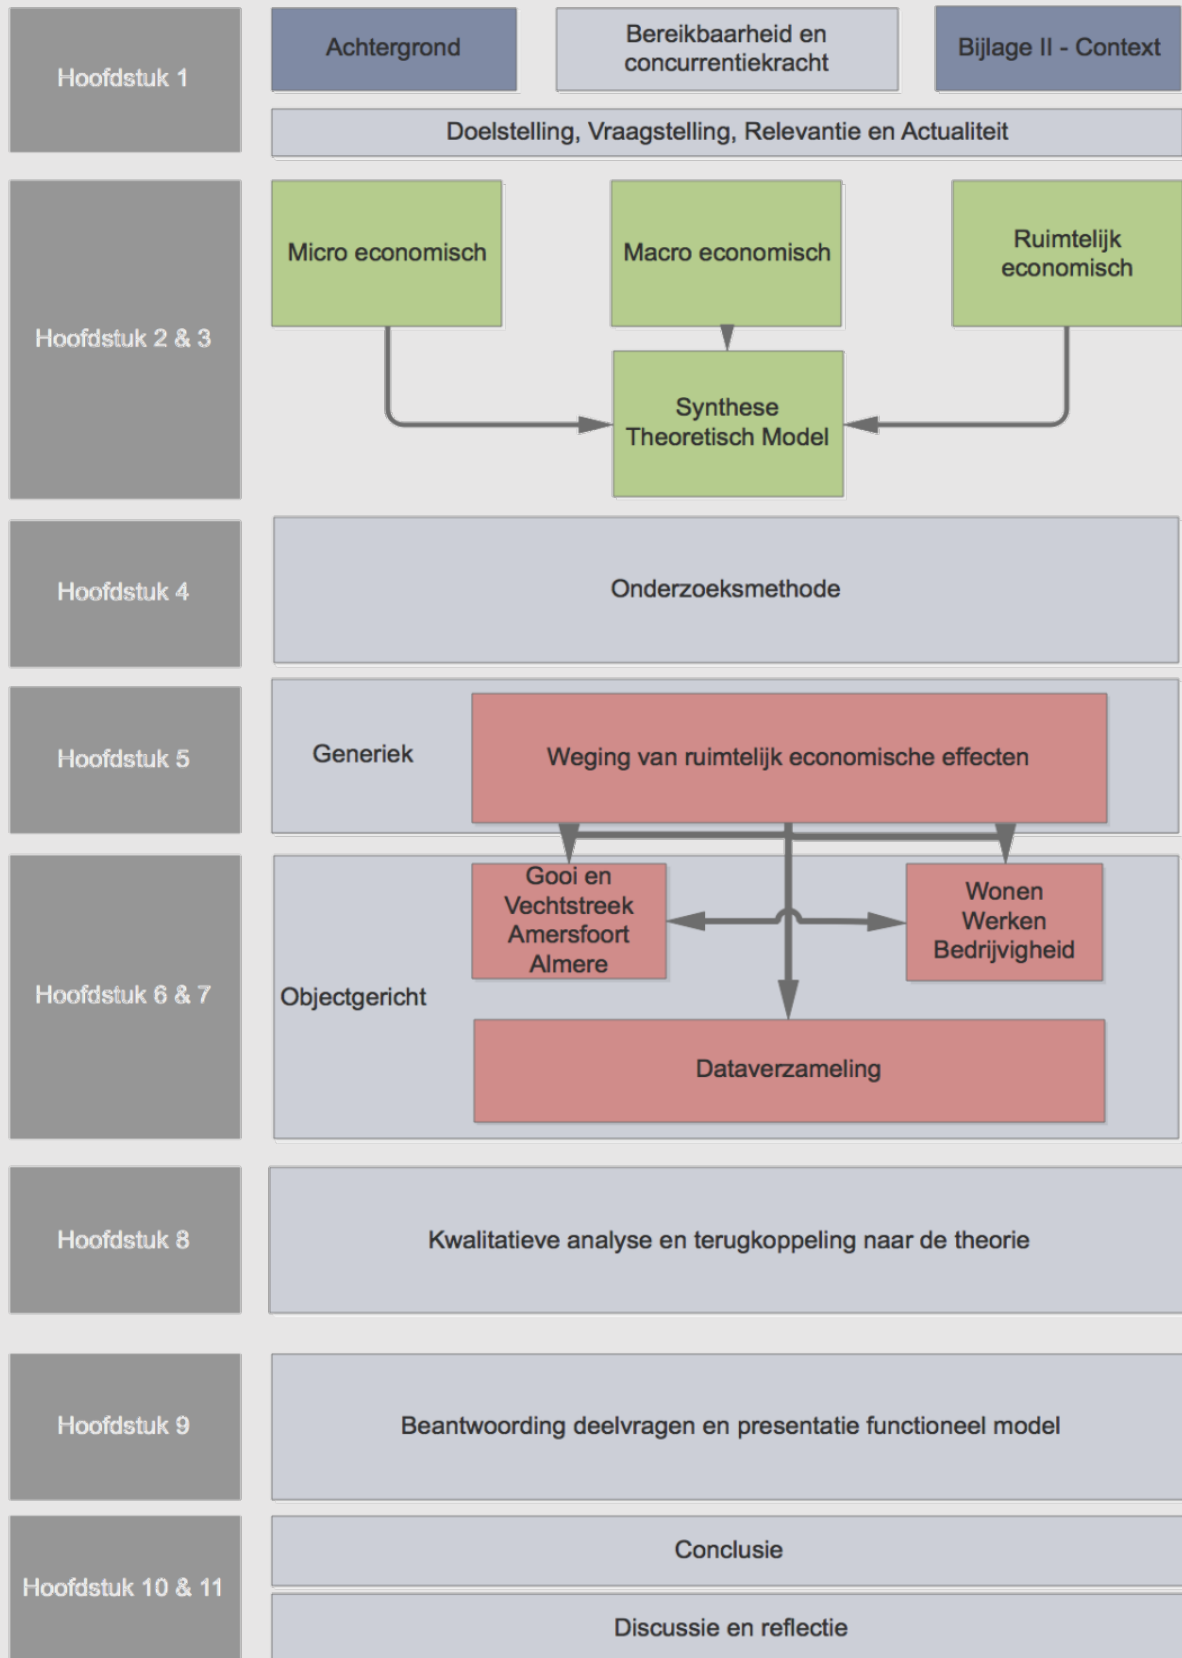 Hoofdstuk 1
Achtergrond
Bereikbaarheid en
concurrentiekracht
Bijlage II - Context
Doelstelling, Vraagstelling, Relevantie en Actualiteit
Hoofdstuk 2 & 3
Micro economisch
Macro economisch
Ruimtelijk
economisch
Synthese
Theoretisch Model
Hoofdstuk 4
Onderzoeksmethode
Hoofdstuk 5
Generiek
Weging van ruimtelijk economische effecten
Hoofdstuk 6 & 7
Objectgericht
Gooi en
Vechtstreek
Amersfoort
Almere
Wonen
Werken
Bedrijvigheid
Dataverzameling
Hoofdstuk 8
Kwalitatieve analyse en terugkoppeling naar de theorie
Hoofdstuk 9
Beantwoording deelvragen en presentatie functioneel model
Hoofdstuk 10 & 11
Conclusie
Discussie en reflectie